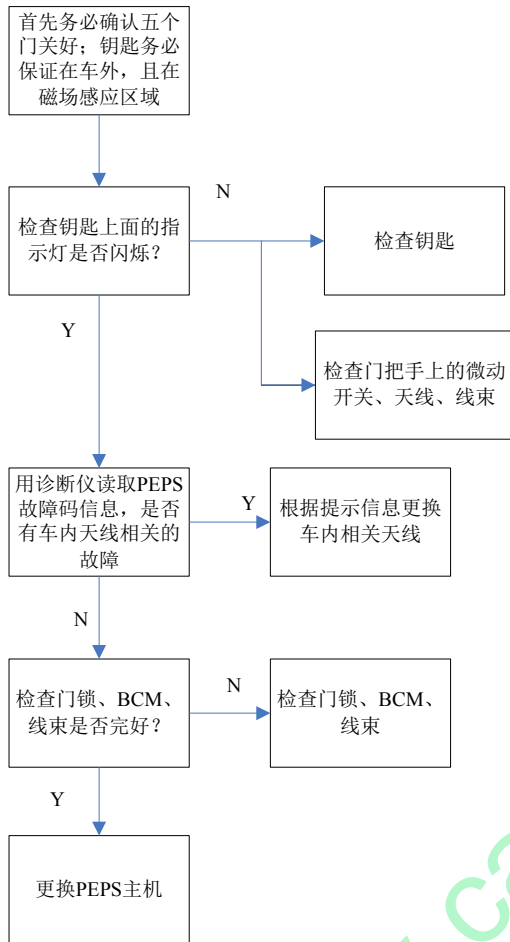 首先务必确认五个
门关好；钥匙务必
保证在车外，且在
磁场感应区域
N
检查钥匙上面的指
示灯是否闪烁？
检查钥匙
Y
检查门把手上的微动
开关、天线、线束
用诊断仪读取PEPS
故障码信息，是否
有车内天线相关的
故障
Y
根据提示信息更换
车内相关天线
N
检查门锁、BCM、
线束是否完好？
N
检查门锁、BCM、
线束
Y
更换PEPS主机